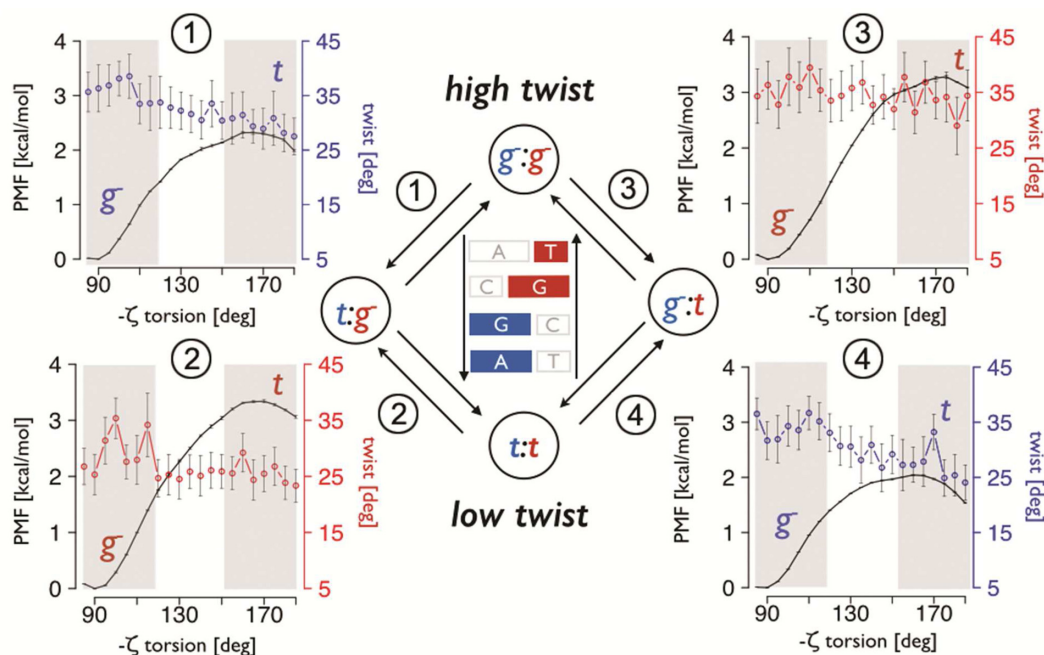 1
4
3
2
1
0
PMF [kcal/mol]
g-
t
45
35
25
15
5
twist [deg]
90
130
170
-ζ torsion [deg]
high twist
g-:g-
1
3
t:g-
g-:t
A T
C G
G C
A T
2
4
t:t
low twist
3
4
3
2
1
0
PMF [kcal/mol]
g-
t
45
35
25
15
5
twist [deg]
90
130
170
-ζ torsion [deg]
2
4
3
2
1
0
PMF [kcal/mol]
g-
t
45
35
25
15
5
twist [deg]
90
130
170
-ζ torsion [deg]
4
4
3
2
1
0
PMF [kcal/mol]
g-
t
45
35
25
15
5
twist [deg]
90
130
170
-ζ torsion [deg]